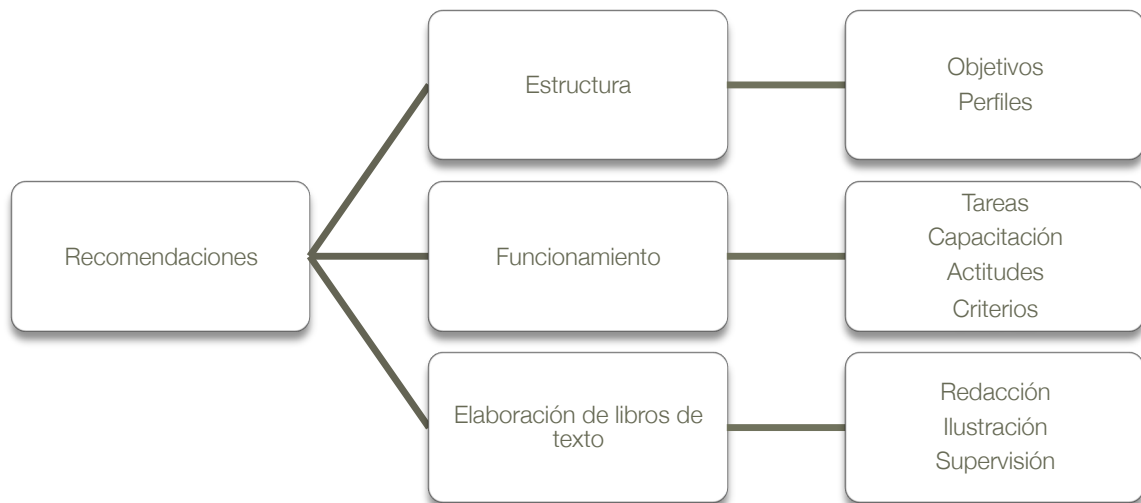 Recomendaciones
Estructura
Objetivos
Perfiles
Funcionamiento
Tareas
Capacitación
Actitudes
Criterios
Elaboración de libros de
texto
Redacción
Ilustración
Supervisión